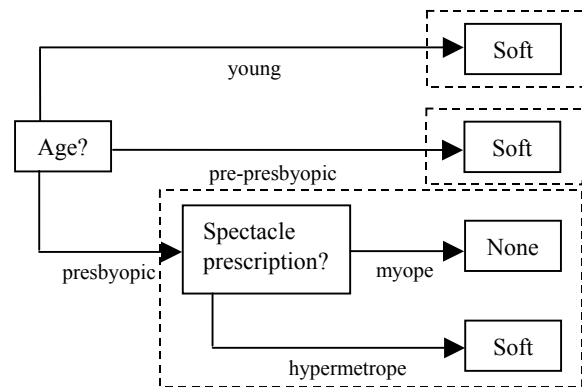 Soft
young
Age?
Soft
pre-presbyopic
Spectacle
prescription?
None
presbyopic
myope
Soft
hypermetrope